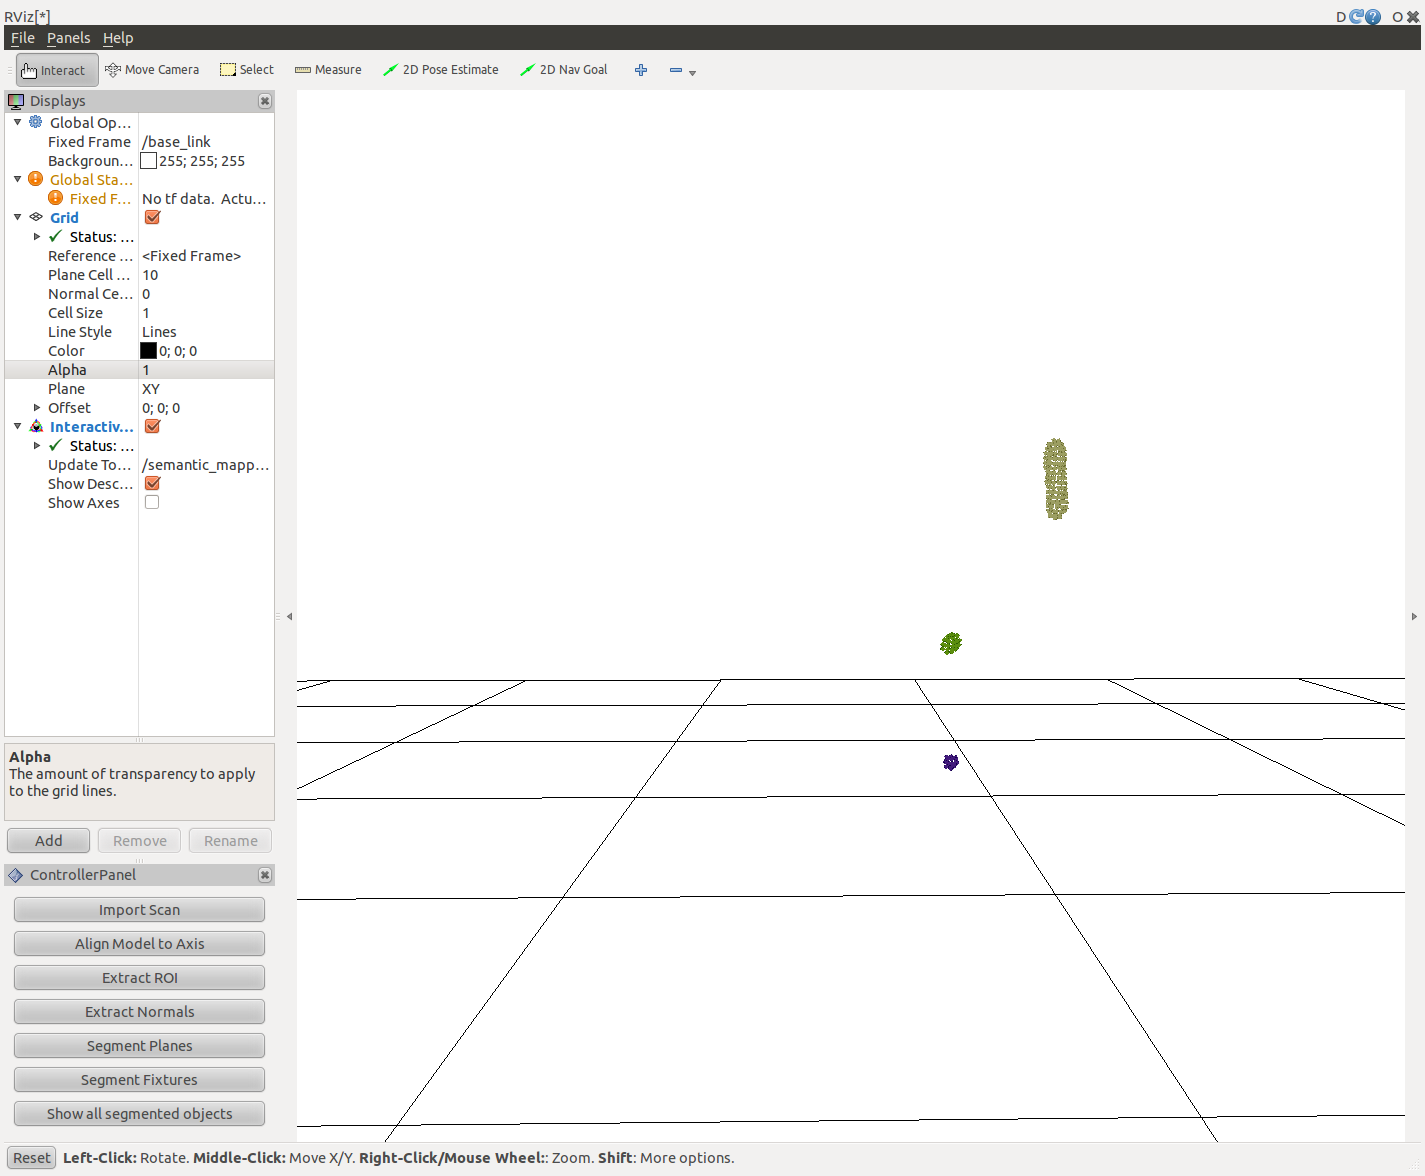 RViz[*]
D O
File Panels Help
Interact Move Camera Select Measure 2D Pose Estimate 2D Nav Goal
Displays
Global Op...
Fixed Frame /base_link
Backgroun... 255; 255; 255
Global Sta...
Fixed F... No tf data. Actu...
Grid
Status: ...
Reference ... <Fixed Frame>
Plane Cell ... 10
Normal Ce... 0
Cell Size 1
Line Style Lines
Color 0; 0; 0
Alpha 1
Plane XY
Offset 0; 0; 0
Interactiv...
Status: ...
Update To... /semantic_mapp...
Show Desc...
Show Axes
Alpha
The amount of transparency to apply
to the grid lines.
Add Remove Rename
ControllerPanel
Import Scan
Align Model to Axis
Extract ROI
Extract Normals
Segment Planes
Segment Fixtures
Show all segmented objects
Reset Left-Click: Rotate. Middle-Click: Move X/Y. Right-Click/Mouse Wheel:: Zoom. Shift: More options.